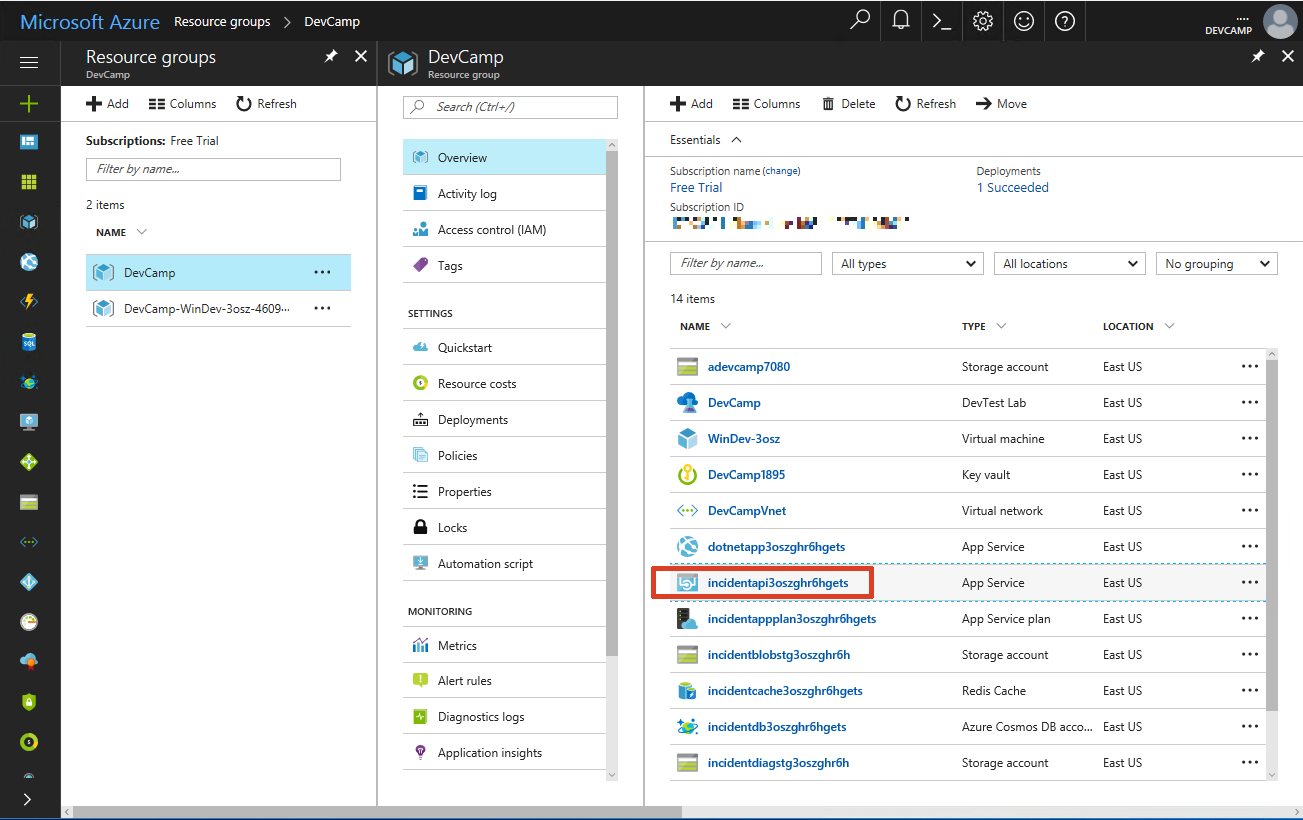 Microsoft Azure Resource groups > DevCamp
.... DEVCAMP
Resource groups
DevCamp
Add Columns Refresh
Subscriptions: Free Trial
Filter by name...
2 items
NAME
DevCamp ...
DevCamp-WinDev-3osz-4609... ...
DevCamp
Resource group
Search (Ctrl+/)
Overview
Activity log
Access control (IAM)
Tags
SETTINGS
Quickstart
Resource costs
Deployments
Policies
Properties
Locks
Automation script
MONITORING
Metrics
Alert rules
Diagnostics logs
Application insights
Add Columns Delete Refresh Move
Essentials
Subscription name (change) Deployments
Free Trial 1 Succeeded
Subscription ID
Filter by name... All types All locations No grouping
14 items
NAME TYPE LOCATION
adevcamp7080 Storage account East US ...
DevCamp DevTest Lab East US ...
WinDev-3osz Virtual machine East US ...
DevCamp1895 Key vault East US ...
DevCampVnet Virtual network East US ...
dotnetapp3oszghr6hgets App Service East US ...
incidentapi3oszghr6hgets App Service East US ...
incidentappplan3oszghr6hgets App Service plan East US ...
incidentblobstg3oszghr6h Storage account East US ...
incidentcache3oszghr6hgets Redis Cache East US ...
incidentdb3oszghr6hgets Azure Cosmos DB acco... East US ...
incidentdiagstg3oszghr6h Storage account East US ...